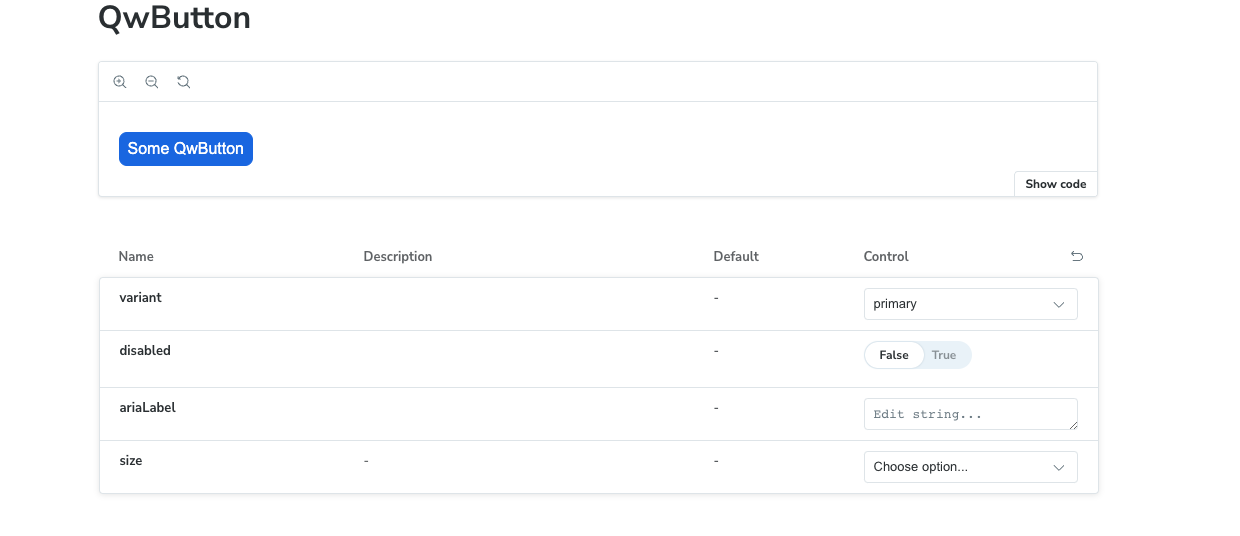 QwButton
Some QwButton
Show code
Name Description Default Control
variant - primary
disabled - False True
ariaLabel - Edit string...
size - - Choose option...